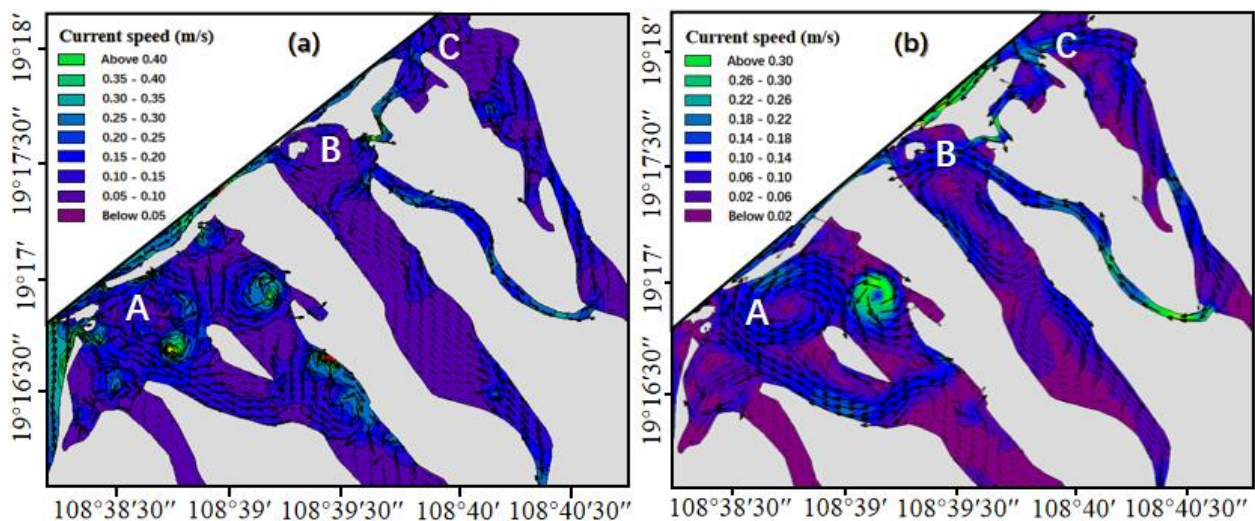 Current speed (m/s)
Above 0.40
0.35 - 0.40
0.30 - 0.35
0.25 - 0.30
0.20 - 0.25
0.15 - 0.20
0.10 - 0.15
0.05 - 0.10
Below 0.05
(a)
A
B
C
19°18′
19°17′30″
19°17′
19°16′30″
108°38′30″ 108°39′ 108°39′30″ 108°40′ 108°40′30″
Current speed (m/s)
Above 0.30
0.26 - 0.30
0.22 - 0.26
0.18 - 0.22
0.14 - 0.18
0.10 - 0.14
0.06 - 0.10
0.02 - 0.06
Below 0.02
(b)
A
B
C
19°18′
19°17′30″
19°17′
19°16′30″
108°38′30″ 108°39′ 108°39′30″ 108°40′ 108°40′30″